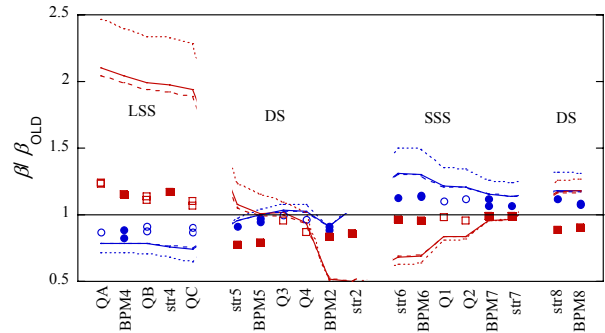 2.5
2
1.5
1
0.5
β/ β_OLD
LSS
DS
SSS
DS
QA
BPM4
QB
str4
QC
str5
BPM5
Q3
Q4
BPM2
str2
str6
BPM6
Q1
Q2
BPM7
str7
str8
BPM8